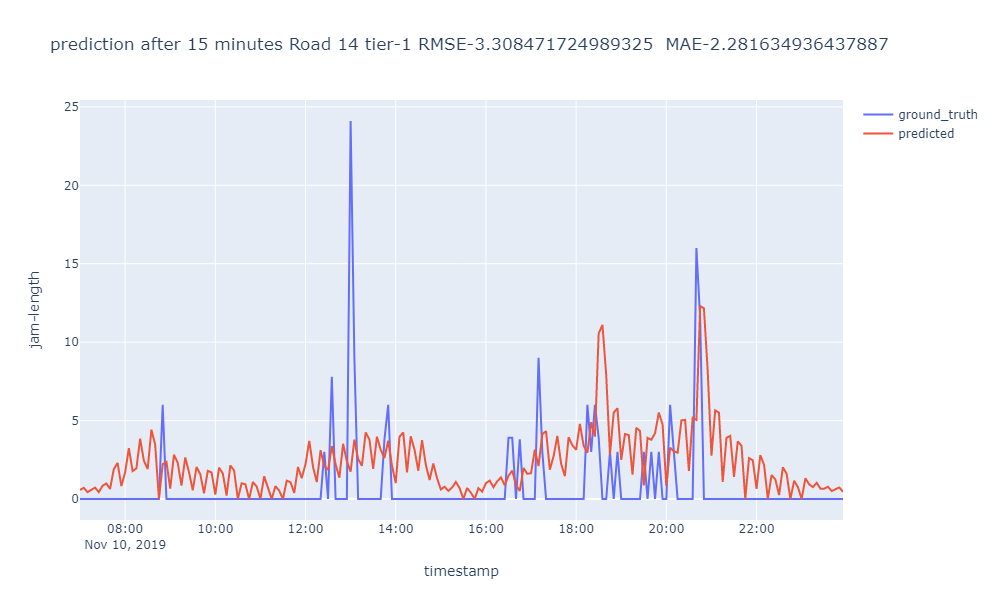 prediction after 15 minutes Road 14 tier-1 RMSE-3.308471724989325  MAE-2.281634936437887
ground_truth
predicted
25
20
15
10
5
0
jam-length
08:00 10:00 12:00 14:00 16:00 18:00 20:00 22:00
Nov 10, 2019
timestamp